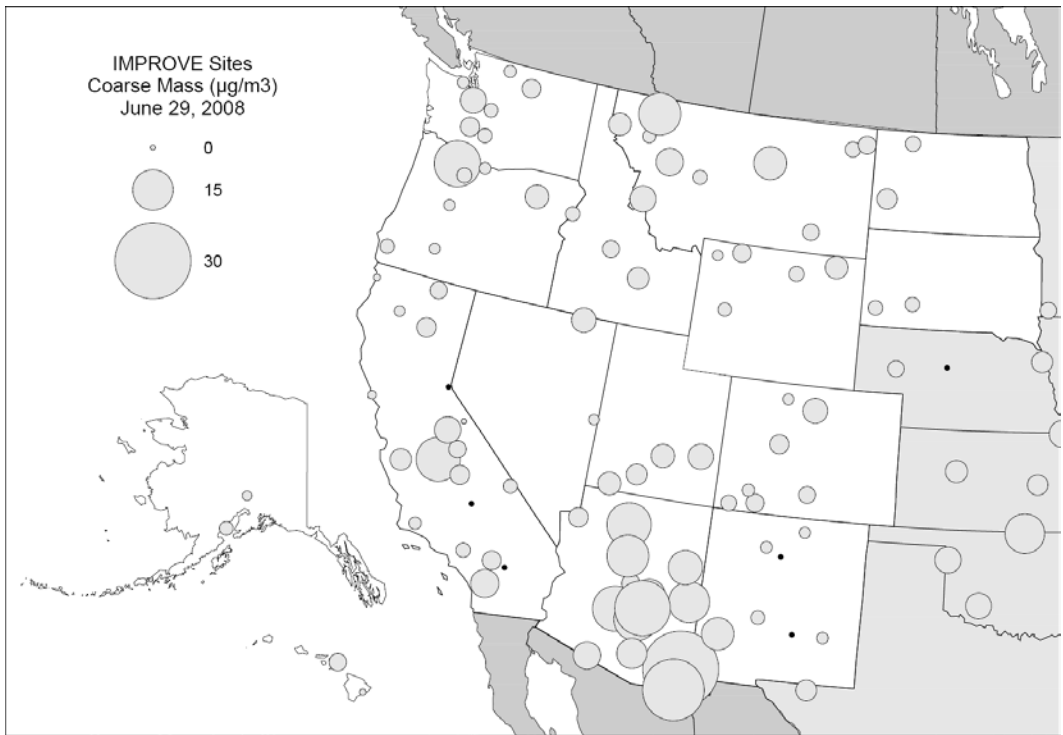 IMPROVE Sites
Coarse Mass (µg/m3)
June 29, 2008
0
15
30